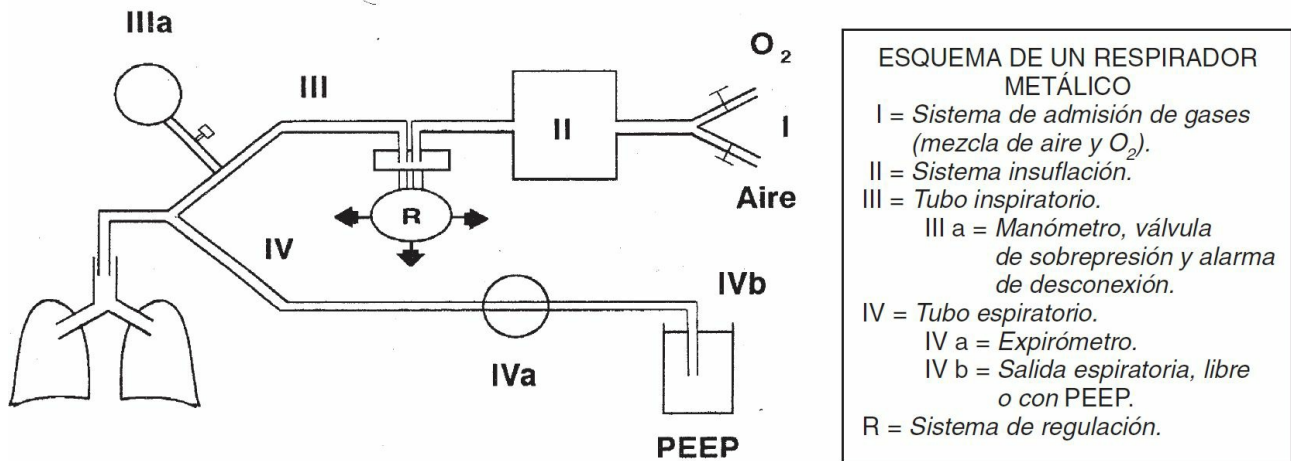 IIIa
III
O2
II
I
Aire
R
IV
IVb
IVa
PEEP
ESQUEMA DE UN RESPIRADOR
METÁLICO
I = Sistema de admisión de gases
(mezcla de aire y O2).
II = Sistema insuflación.
III = Tubo inspiratorio.
III a = Manómetro, válvula
de sobrepresión y alarma
de desconexión.
IV = Tubo espiratorio.
IV a = Expirómetro.
IV b = Salida espiratoria, libre
o con PEEP.
R = Sistema de regulación.